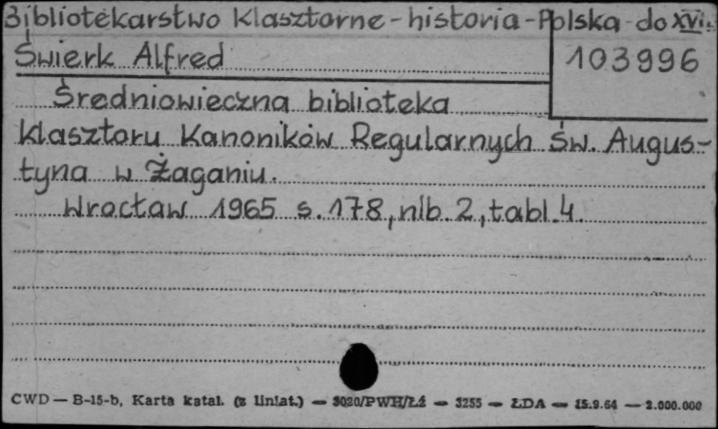 Bibliotekarstwo klasztorne - historia - Polska - do XVI w.
Świerk Alfred
103996
Średniowieczna biblioteka
klasztoru Kanoników Regularnych Św. Augus-
tyna w Żaganiu.
Wrocław 1965 s. 178, nlb. 2, tabl. 4.
CWD — B-15-b, Karta katal. (z liniat.) — 3020/PWH/Łź — 3255 — ŁDA — 15.9.64 — 2.000.000